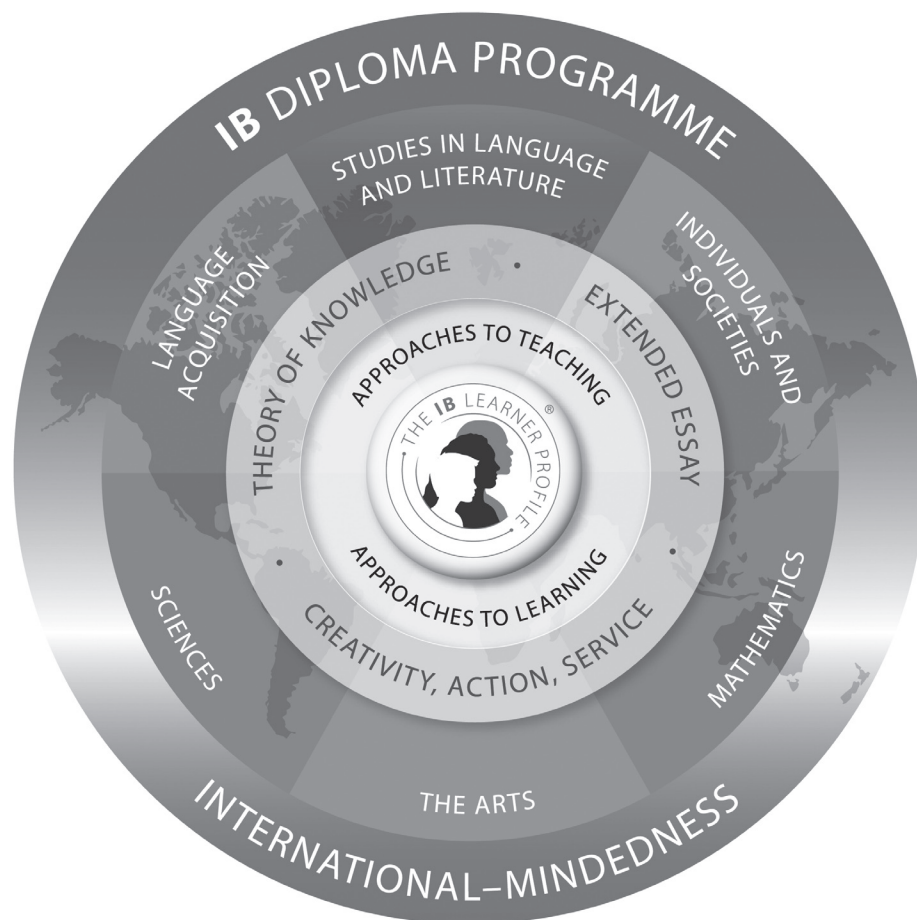 IB DIPLOMA PROGRAMME
STUDIES IN LANGUAGE
AND LITERATURE
LANGUAGE
ACQUISITION
INDIVIDUALS AND
SOCIETIES
THEORY OF KNOWLEDGE
EXTENDED ESSAY
APPROACHES TO TEACHING
THE IB LEARNER PROFILE®
APPROACHES TO LEARNING
CREATIVITY, ACTION, SERVICE
SCIENCES
MATHEMATICS
THE ARTS
INTERNATIONAL–MINDEDNESS